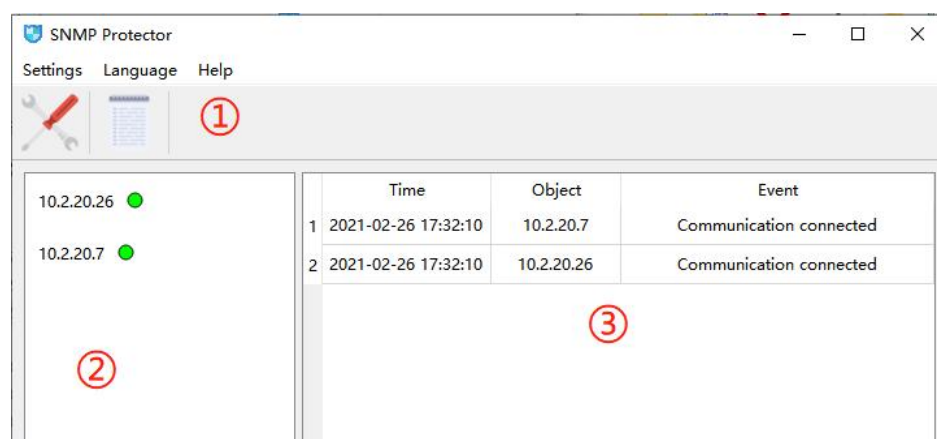 SNMP Protector
Settings Language Help
①
10.2.20.26
10.2.20.7
②
Time Object Event
1 2021-02-26 17:32:10 10.2.20.7 Communication connected
2 2021-02-26 17:32:10 10.2.20.26 Communication connected
③